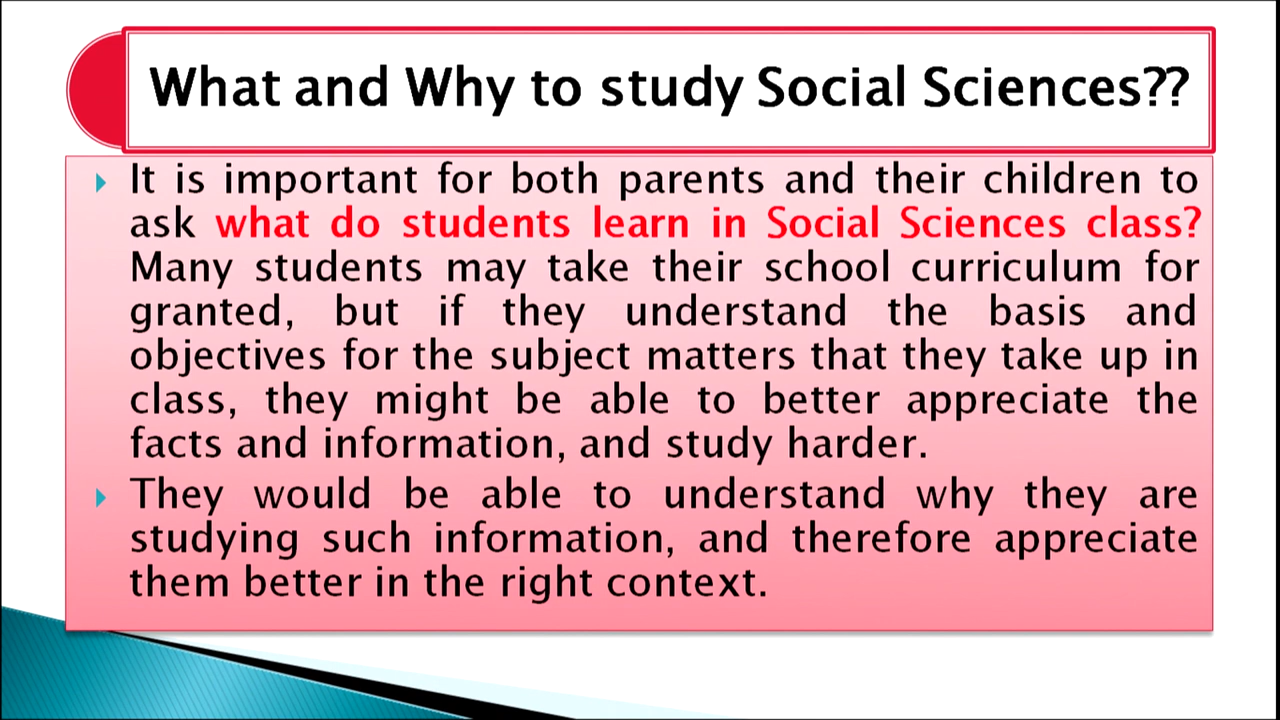 What and Why to study Social Sciences??
It is important for both parents and their children to
ask what do students learn in Social Sciences class?
Many students may take their school curriculum for
granted, but if they understand the basis and
objectives for the subject matters that they take up in
class, they might be able to better appreciate the
facts and information, and study harder.
They would be able to understand why they are
studying such information, and therefore appreciate
them better in the right context.